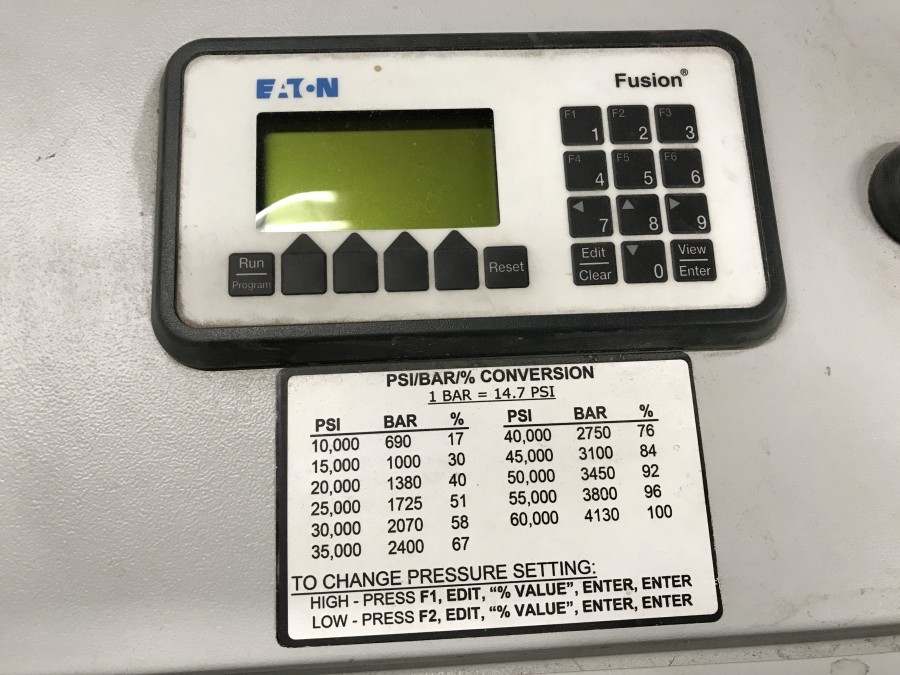 EATON
Fusion®
F1 1 F2 2 F3 3
F4 4 F5 5 F6 6
7 8 9
Edit Clear 0 View Enter
Run Program Reset
PSI/BAR/% CONVERSION
1 BAR = 14.7 PSI
PSI BAR % PSI BAR %
10,000 690 17 40,000 2750 76
15,000 1000 30 45,000 3100 84
20,000 1380 40 50,000 3450 92
25,000 1725 51 55,000 3800 96
30,000 2070 58 60,000 4130 100
35,000 2400 67
TO CHANGE PRESSURE SETTING:
HIGH - PRESS F1, EDIT, “% VALUE”, ENTER, ENTER
LOW - PRESS F2, EDIT, “% VALUE”, ENTER, ENTER